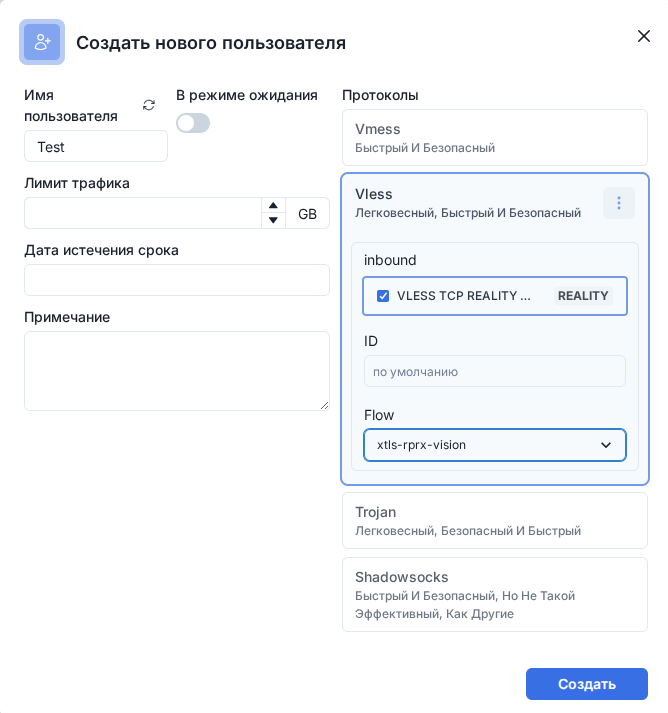 Создать нового пользователя
Имя
пользователя
В режиме ожидания
Test
Лимит трафика
GB
Дата истечения срока
Примечание
Протоколы
Vmess
Быстрый И Безопасный
Vless
Легковесный, Быстрый И Безопасный
inbound
VLESS TCP REALITY ...
REALITY
ID
по умолчанию
Flow
xtls-rprx-vision
Trojan
Легковесный, Безопасный И Быстрый
Shadowsocks
Быстрый И Безопасный, Но Не Такой
Эффективный, Как Другие
Создать